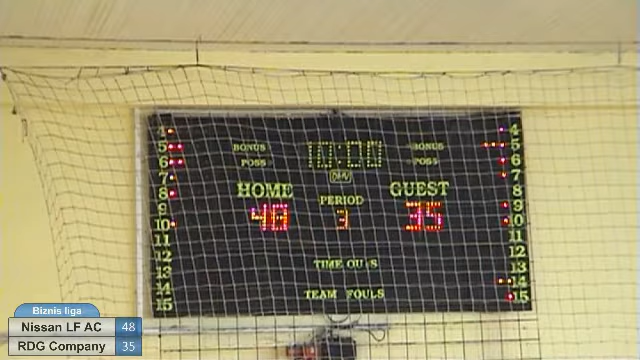 4 4
5 BONUS 10:00 BONUS 5
6 POSS POSS 6
7 7
8 HOME GUEST 8
9 PERIOD 9
10 48 3 35 10
11 11
12 TIME OUTS 12
13 13
14 TEAM FOULS 14
15 15
Biznis liga
Nissan LF AC 48
RDG Company 35